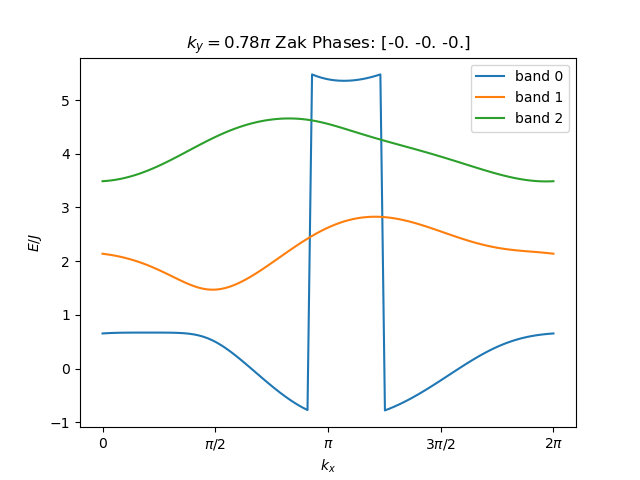 k_y = 0.78π Zak Phases: [-0. -0. -0.]
band 0
band 1
band 2
E/J
5
4
3
2
1
0
−1
0 π/2 π 3π/2 2π
k_x